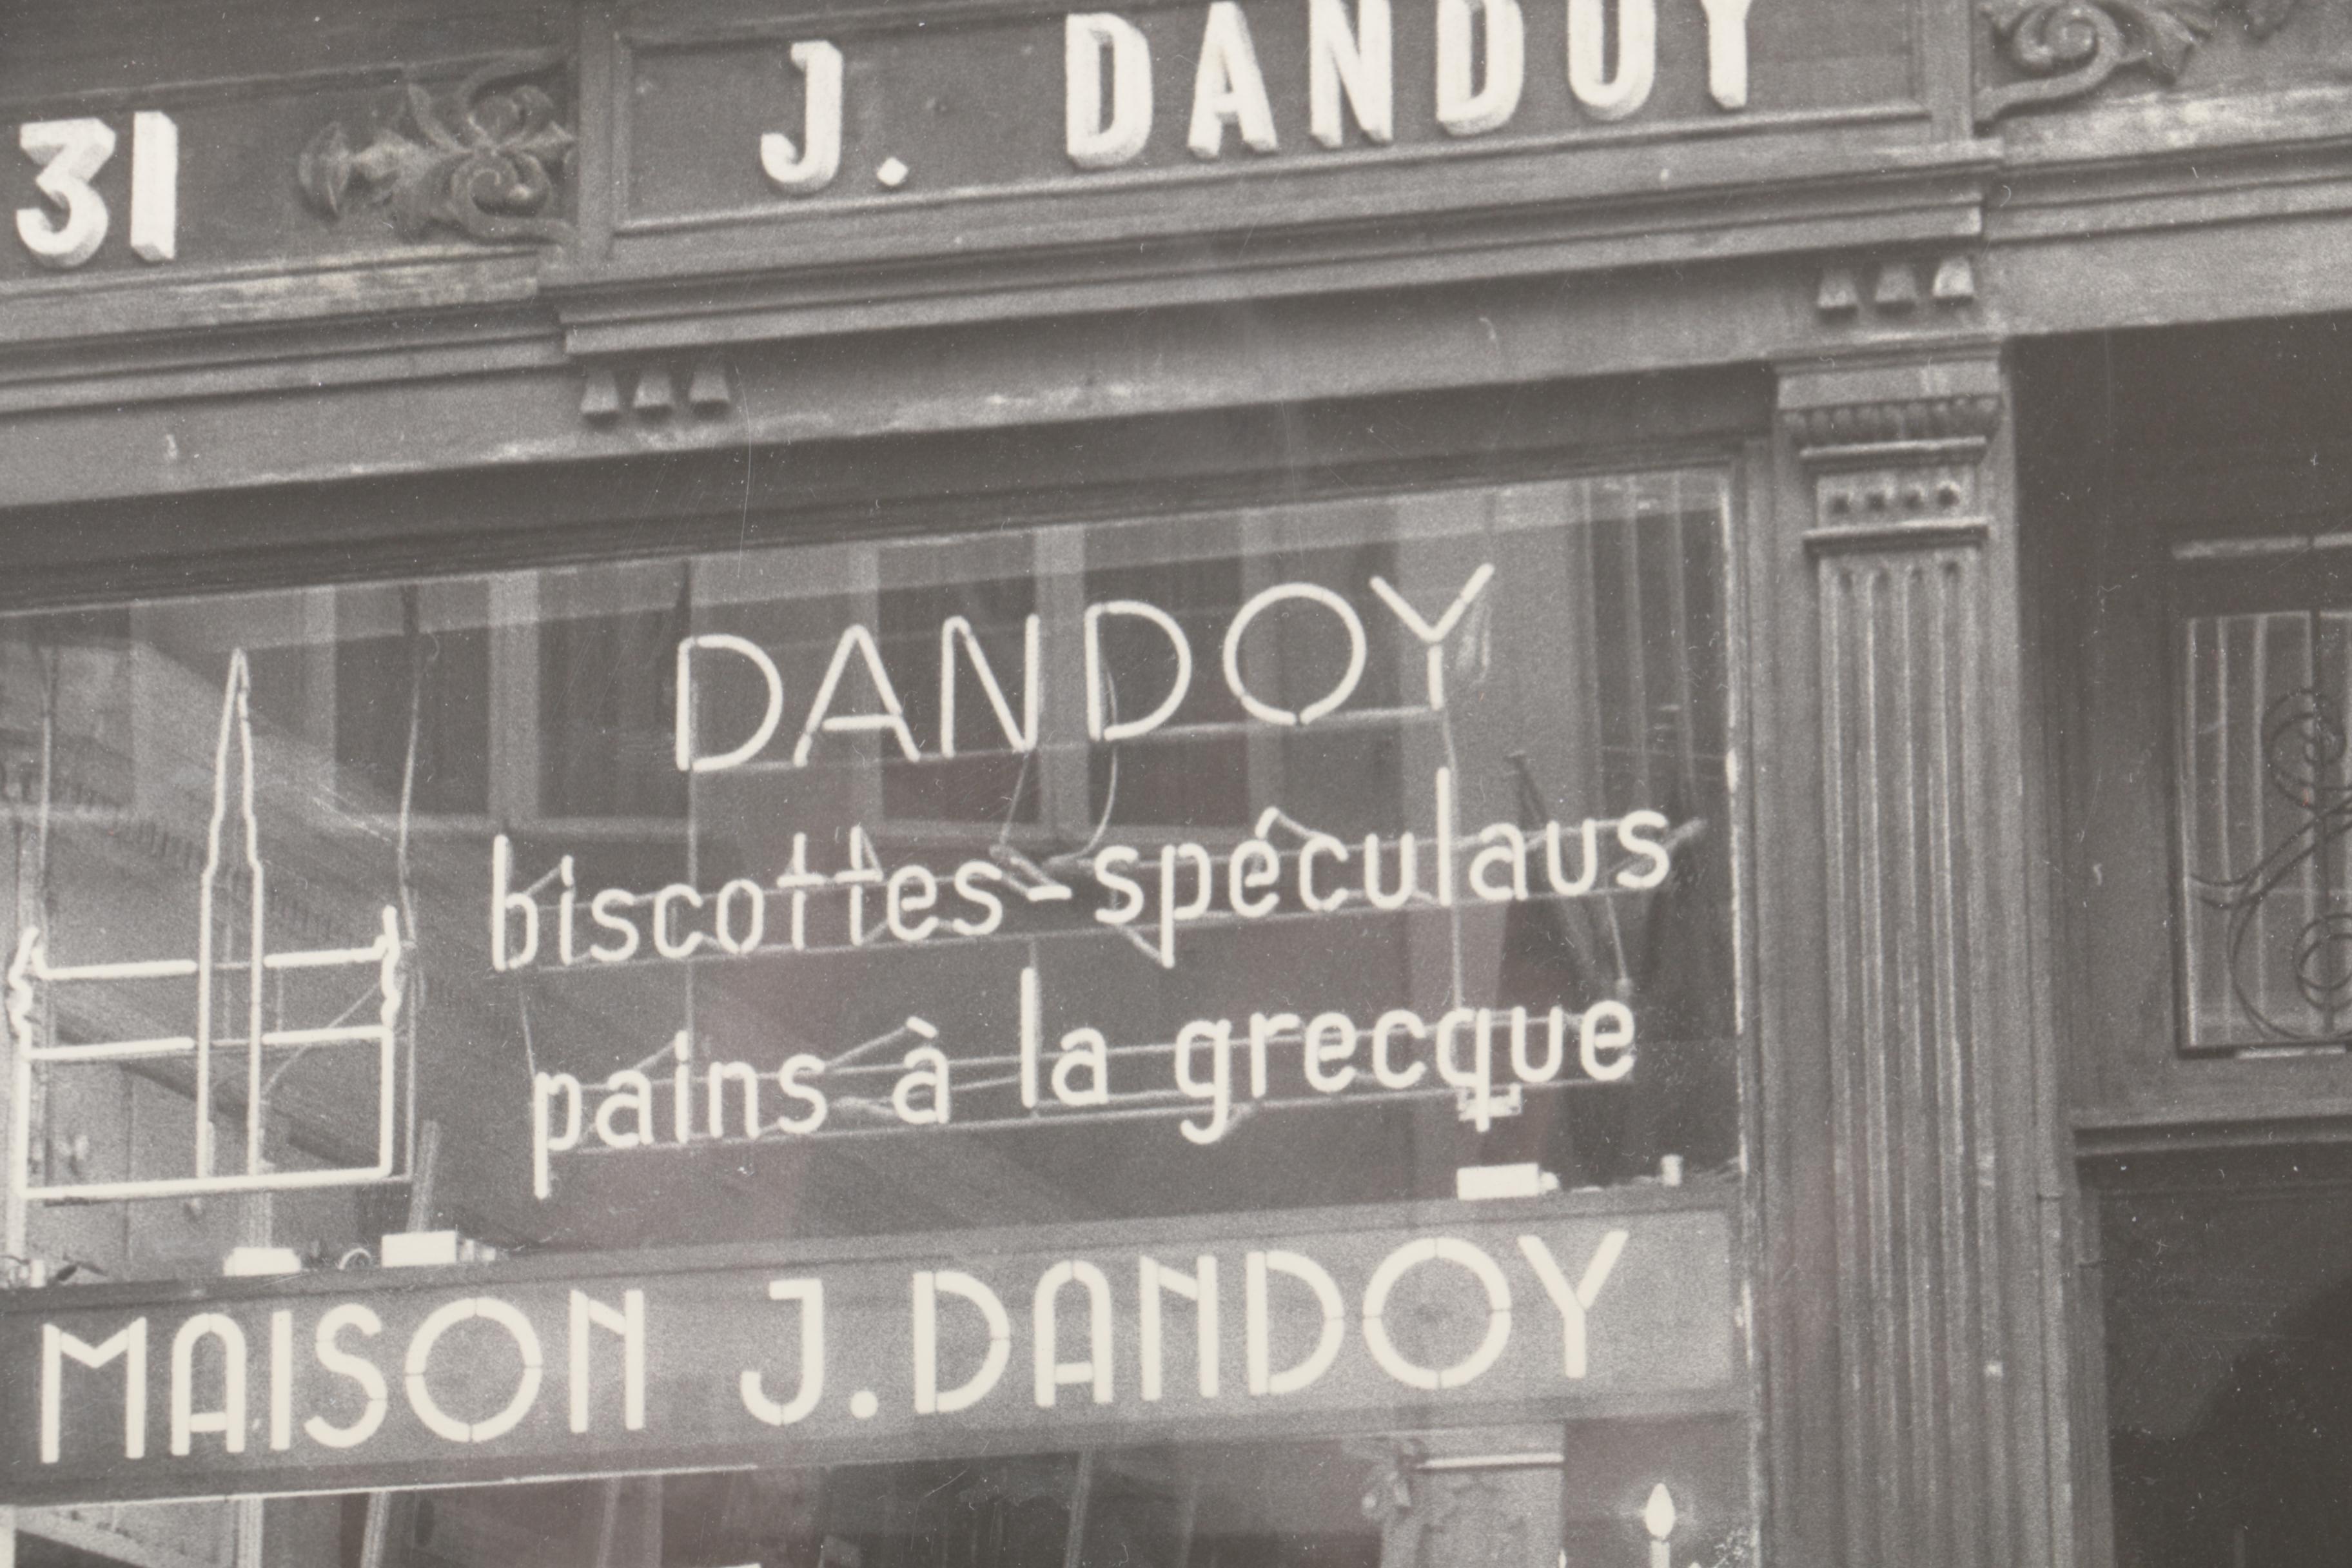 31 J. DANDOY
DANDOY
biscottes-spéculaus
pains à la grecque
MAISON J. DANDOY